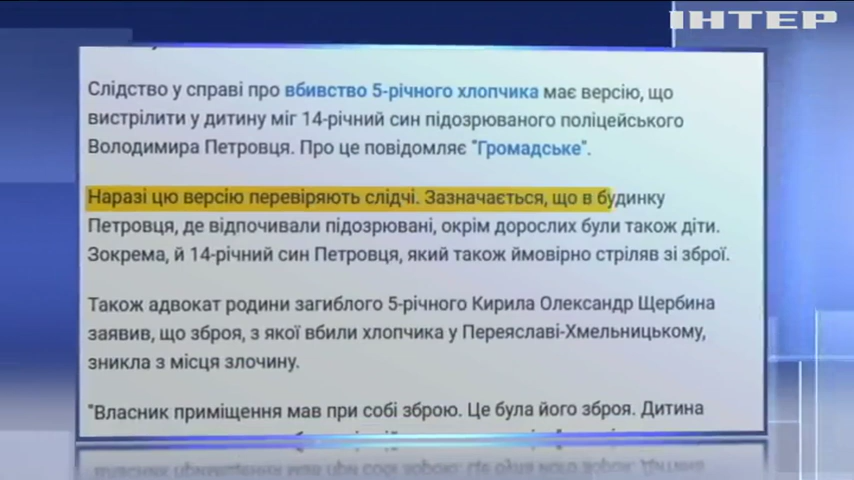 ІНТЕР
Слідство у справі про вбивство 5-річного хлопчика має версію, що
вистрілити у дитину міг 14-річний син підозрюваного поліцейського
Володимира Петровця. Про це повідомляє "Громадське".
Наразі цю версію перевіряють слідчі. Зазначається, що в будинку
Петровця, де відпочивали підозрювані, окрім дорослих були також діти.
Зокрема, й 14-річний син Петровця, який також ймовірно стріляв зі зброї.
Також адвокат родини загиблого 5-річного Кирила Олександр Щербина
заявив, що зброя, з якої вбили хлопчика у Переяславі-Хмельницькому,
зникла з місця злочину.
"Власник приміщення мав при собі зброю. Це була його зброя. Дитина